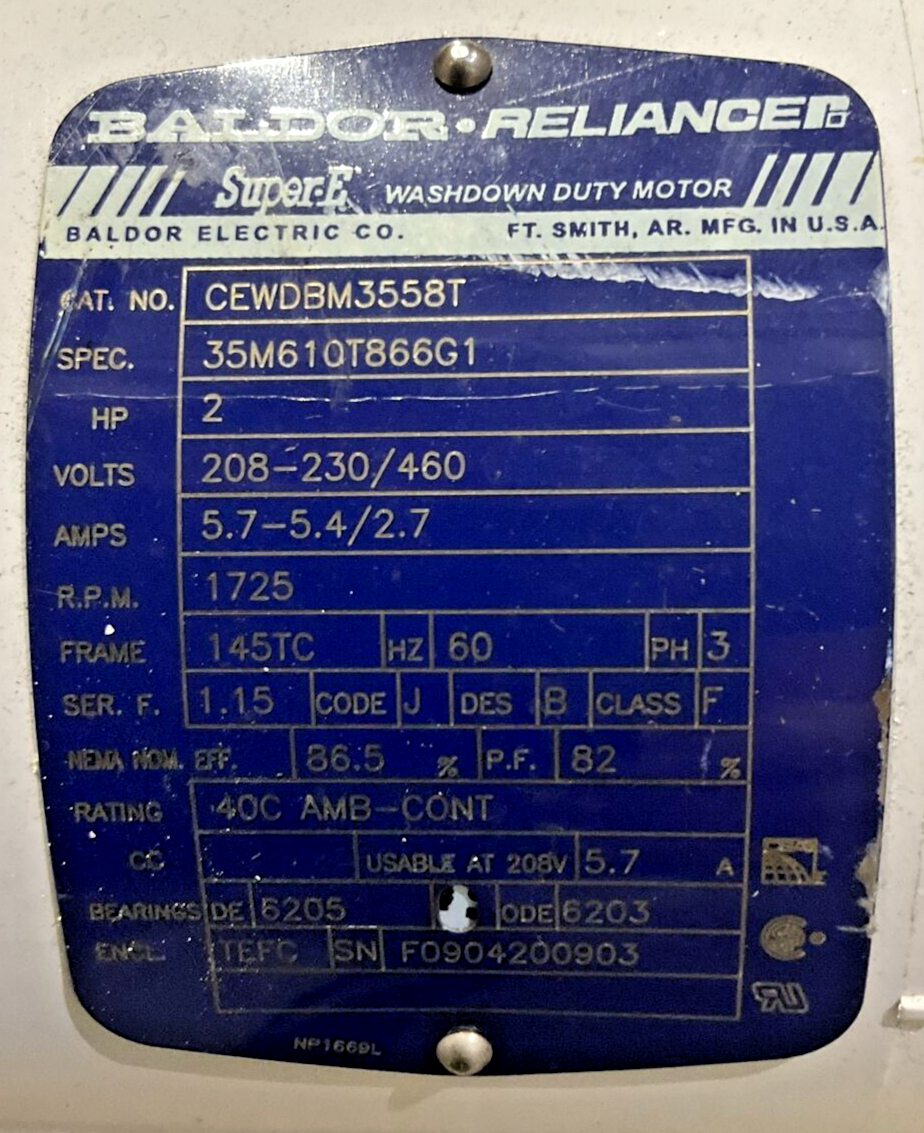 BALDOR • RELIANCER
Super-E WASHDOWN DUTY MOTOR
BALDOR ELECTRIC CO. FT. SMITH, AR. MFG. IN U.S.A.
CAT. NO. CEWDBM3558T
SPEC. 35M610T866G1
HP 2
VOLTS 208-230/460
AMPS 5.7-5.4/2.7
R.P.M. 1725
FRAME 145TC HZ 60 PH 3
SER. F. 1.15 CODE J DES B CLASS F
NEMA NOM. EFF. 86.5 % P.F. 82 %
RATING 40C AMB-CONT
CC USABLE AT 208V 5.7 A
BEARINGS DE 6205 ODE 6203
ENCL. TEFC SN F0904200903
NP1669L